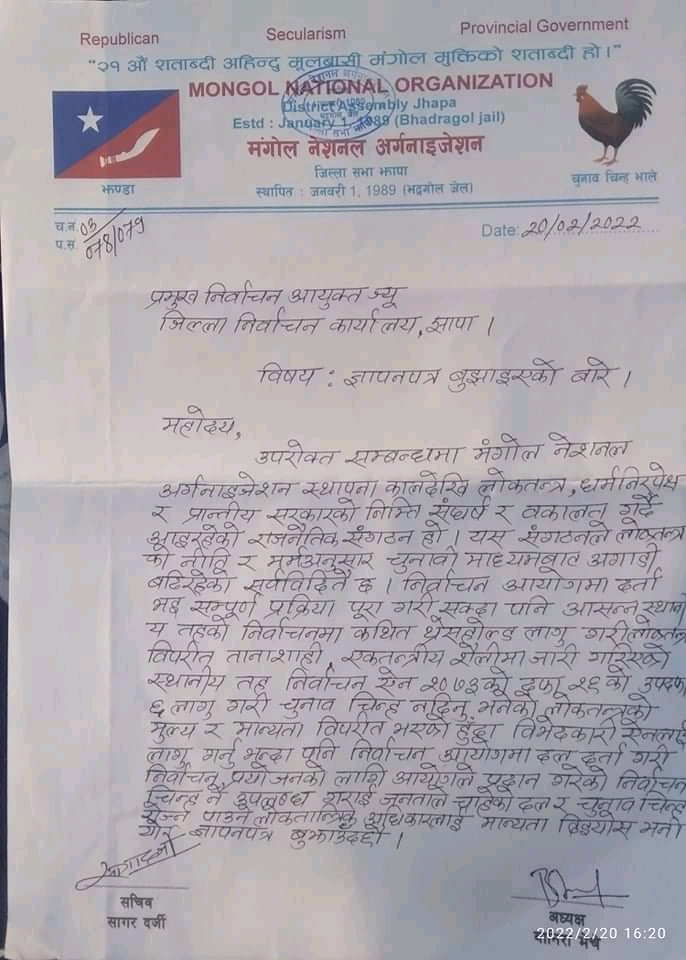 Republican Secularism Provincial Government
"२१ औं शताब्दी अहिन्दु मूलबासी मंगोल मुक्तिको शताब्दी हो।"
MONGOL NATIONAL ORGANIZATION
District Assembly Jhapa
Estd : January 1, 1989 (Bhadragol jail)
मंगोल नेशनल अर्गनाइजेशन
जिल्ला सभा झापा
स्थापित : जनवरी 1, 1989 (भद्रगोल जेल)
झण्डा
चुनाव चिन्ह भाले
च.न. 03
प.स. ०७८/०७९
Date: 20/02/2022
प्रमुख निर्वाचन आयुक्त ज्यू
जिल्ला निर्वाचन कार्यालय, झापा ।
विषय : ज्ञापनपत्र बुझाइएको बारे ।
महोदय,
उपरोक्त सम्बन्धमा मंगोल नेशनल
अर्गनाइजेशन स्थापना कालदेखि लोकतन्त्र, धर्मनिरपेक्ष
र प्रान्तीय सरकारको निम्ति संघर्ष र वकालत गर्दै
आइरहेको राजनैतिक संगठन हो । यस संगठनले लोकतन्त्र
को नीति र मर्मअनुसार चुनावी माध्यमबाट अगाडी
बढिरहेको सर्वविदितै छ । निर्वाचन आयोगमा दर्ता
भइ सम्पूर्ण प्रक्रिया पूरा गरी सक्दा पनि आसन्न स्थानी
य तहको निर्वाचनमा कथित थ्रेसहोल्ड लागु गरी लोकतन्त्र
विपरीत तानाशाही, एकतन्त्रीय शैलीमा जारी गरिएको
स्थानीय तह निर्वाचन ऐन २०७३को दफा २६ को उपदफा
६ लागु गरी चुनाव चिन्ह नदिनु भनेको लोकतन्त्रको
मुल्य र मान्यता विपरीत भएको हुँदा विभेदकारी ऐनलाई
लागु गर्नु भन्दा पनि निर्वाचन आयोगमा दल दर्ता गरी
निर्वाचन प्रयोजनको लागि आयोगले प्रदान गरेको निर्वाचन
चिन्ह नै उपलब्ध गराई जनताले चाहेको दल र चुनाव चिन्ह
रोज्न पाउने लोकतान्त्रिक अधिकारलाई मान्यता दिइयोस भनी
यो ज्ञापनपत्र बुझाउँदछौं ।
सचिव
सागर दर्जी
अध्यक्ष
2022/2/20 16:20